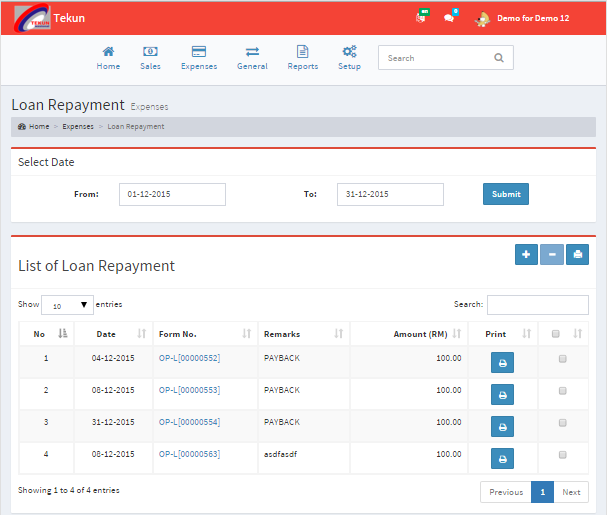 TEKUN
Tekun
en
0
Demo for Demo 12
Home
Sales
Expenses
General
Reports
Setup
Search
Loan Repayment Expenses
Home > Expenses > Loan Repayment
Select Date
From: 01-12-2015 To: 31-12-2015 Submit
List of Loan Repayment
Show 10 entries Search:
No Date Form No. Remarks Amount (RM) Print
1 04-12-2015 OP-L[00000552] PAYBACK 100.00
2 08-12-2015 OP-L[00000553] PAYBACK 100.00
3 31-12-2015 OP-L[00000554] PAYBACK 100.00
4 08-12-2015 OP-L[00000563] asdfasdf 100.00
Showing 1 to 4 of 4 entries Previous 1 Next